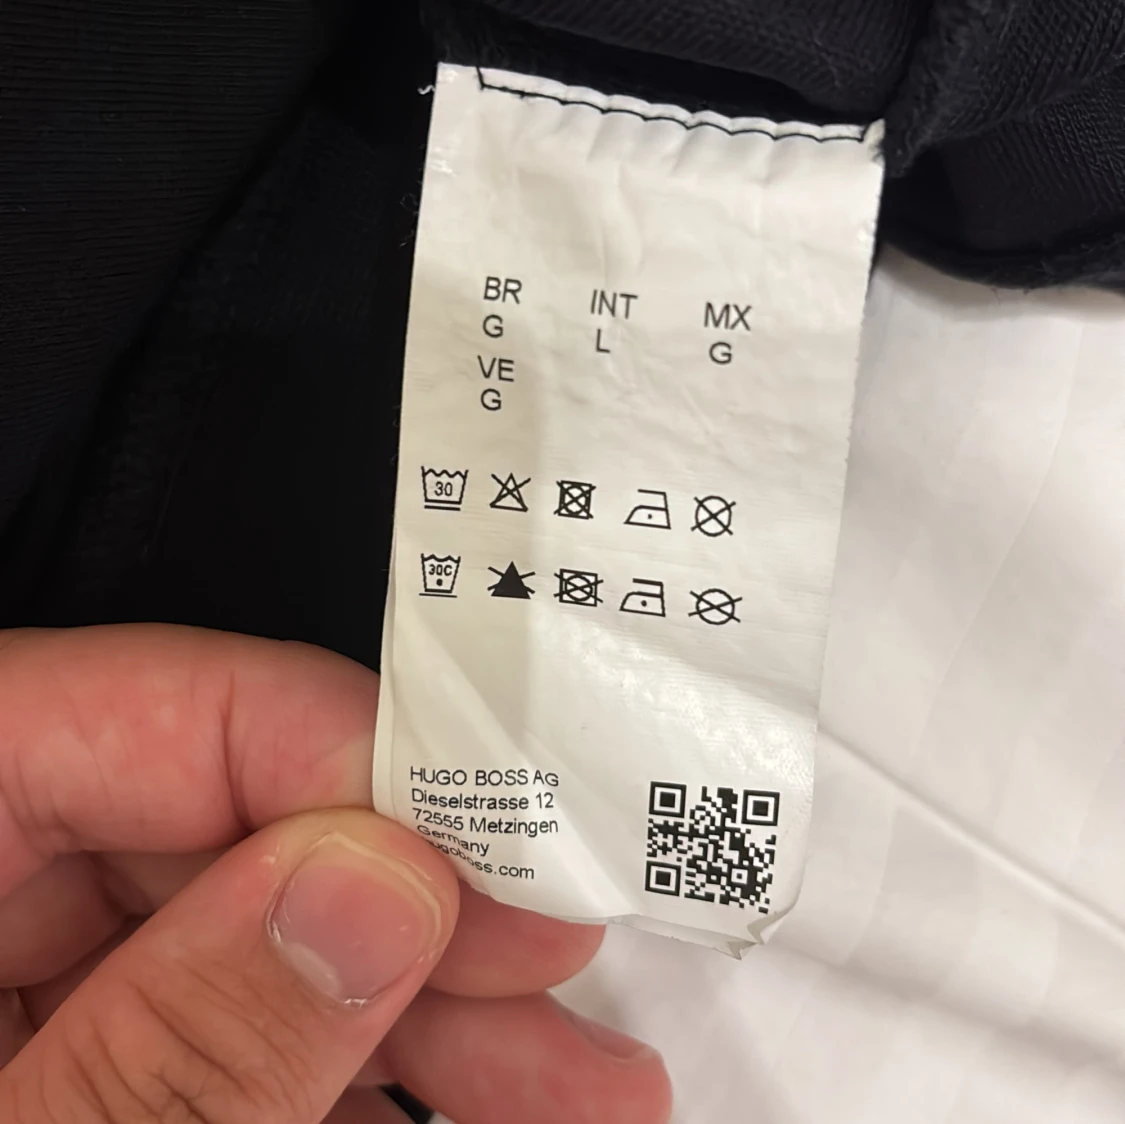 BR INT MX
G L G
VE
G
30
30C
HUGO BOSS AG
Dieselstrasse 12
72555 Metzingen
Germany